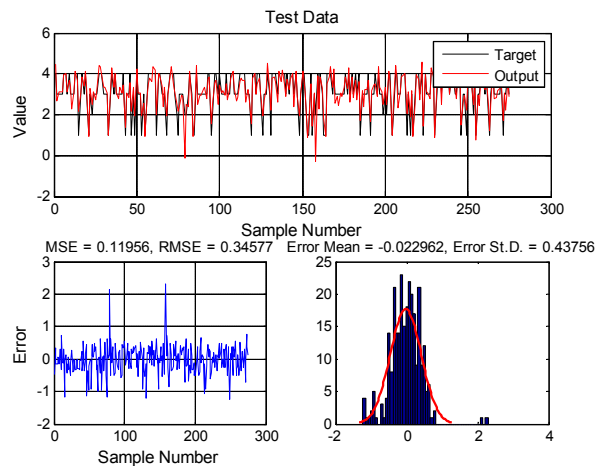 Test Data
6
4
2
0
-2
Value
Target
Output
0 50 100 150 200 250 300
Sample Number
MSE = 0.11956, RMSE = 0.34577
3
2
1
0
-1
-2
Error
0 100 200 300
Sample Number
Error Mean = -0.022962, Error St.D. = 0.43756
25
20
15
10
5
0
-2 0 2 4